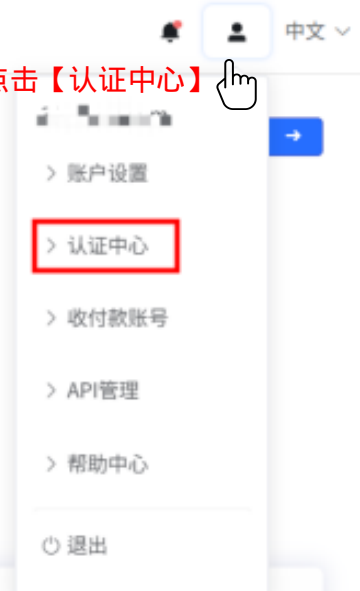 中文
点击【认证中心】
账户设置
认证中心
收付款账号
API管理
帮助中心
退出